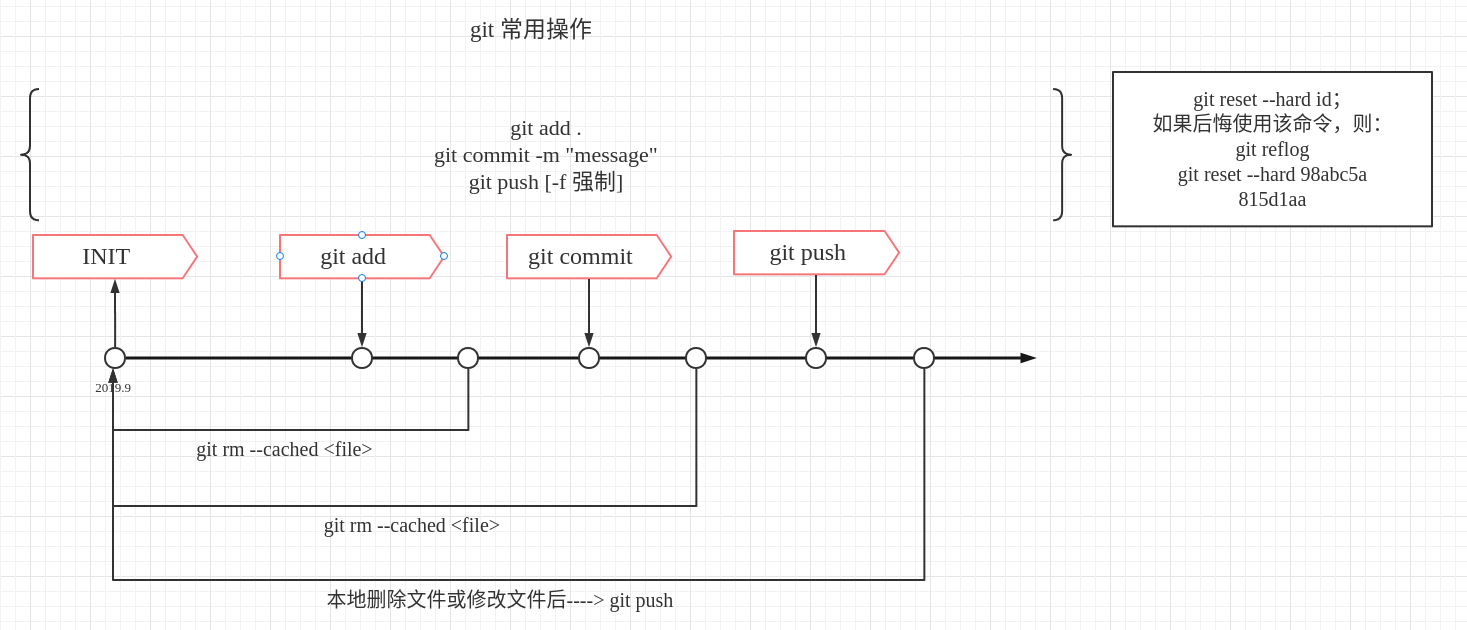 git 常用操作
git add .
git commit -m "message"
git push [-f 强制]
git reset --hard id；
如果后悔使用该命令，则：
git reflog
git reset --hard 98abc5a
815d1aa
INIT
git add
git commit
git push
2019.9
git rm --cached <file>
git rm --cached <file>
本地删除文件或修改文件后----> git push